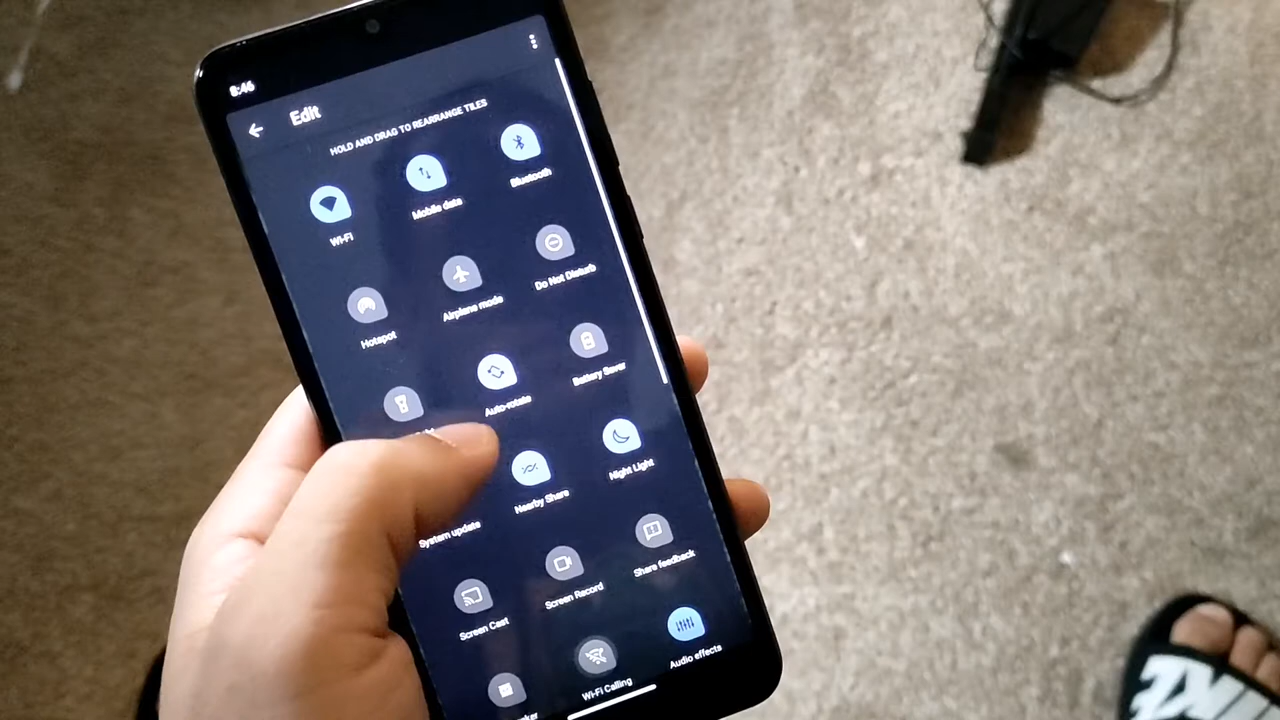 8:46
Edit
HOLD AND DRAG TO REARRANGE TILES
Wi-Fi
Mobile data
Bluetooth
Hotspot
Airplane mode
Do Not Disturb
Auto-rotate
Battery Saver
System update
Nearby Share
Night Light
Screen Cast
Screen Record
Share feedback
Wi-Fi Calling
Audio effects